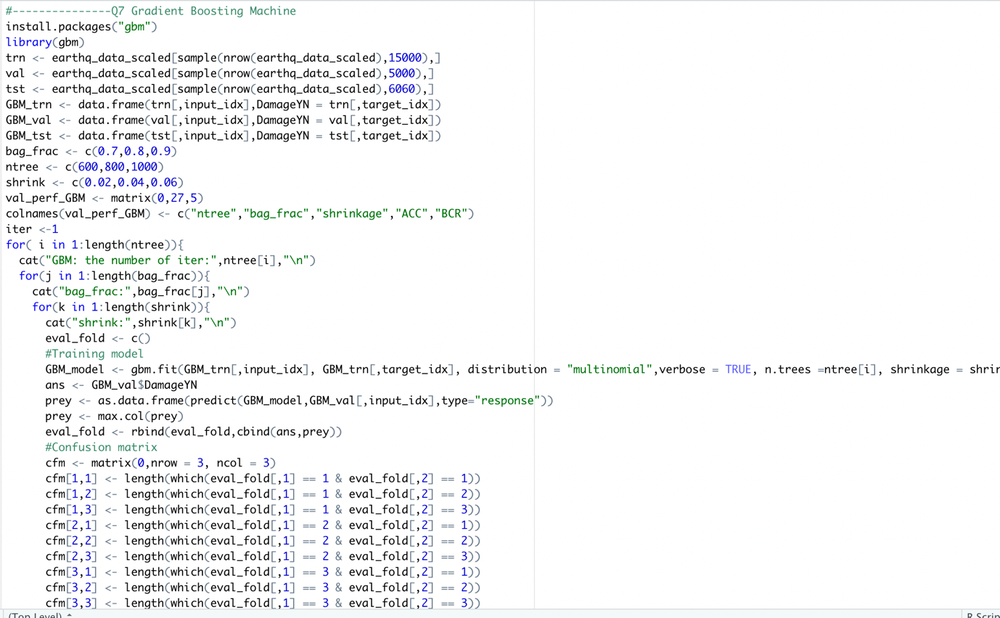 #---------------Q7 Gradient Boosting Machine
install.packages("gbm")
library(gbm)
trn <- earthq_data_scaled[sample(nrow(earthq_data_scaled),15000),]
val <- earthq_data_scaled[sample(nrow(earthq_data_scaled),5000),]
tst <- earthq_data_scaled[sample(nrow(earthq_data_scaled),6060),]
GBM_trn <- data.frame(trn[,input_idx],DamageYN = trn[,target_idx])
GBM_val <- data.frame(val[,input_idx],DamageYN = val[,target_idx])
GBM_tst <- data.frame(tst[,input_idx],DamageYN = tst[,target_idx])
bag_frac <- c(0.7,0.8,0.9)
ntree <- c(600,800,1000)
shrink <- c(0.02,0.04,0.06)
val_perf_GBM <- matrix(0,27,5)
colnames(val_perf_GBM) <- c("ntree","bag_frac","shrinkage","ACC","BCR")
iter <-1
for( i in 1:length(ntree)){
  cat("GBM: the number of iter:",ntree[i],"\n")
  for(j in 1:length(bag_frac)){
    cat("bag_frac:",bag_frac[j],"\n")
    for(k in 1:length(shrink)){
      cat("shrink:",shrink[k],"\n")
      eval_fold <- c()
      #Training model
      GBM_model <- gbm.fit(GBM_trn[,input_idx], GBM_trn[,target_idx], distribution = "multinomial",verbose = TRUE, n.trees =ntree[i], shrinkage = shrin
      ans <- GBM_val$DamageYN
      prey <- as.data.frame(predict(GBM_model,GBM_val[,input_idx],type="response"))
      prey <- max.col(prey)
      eval_fold <- rbind(eval_fold,cbind(ans,prey))
      #Confusion matrix
      cfm <- matrix(0,nrow = 3, ncol = 3)
      cfm[1,1] <- length(which(eval_fold[,1] == 1 & eval_fold[,2] == 1))
      cfm[1,2] <- length(which(eval_fold[,1] == 1 & eval_fold[,2] == 2))
      cfm[1,3] <- length(which(eval_fold[,1] == 1 & eval_fold[,2] == 3))
      cfm[2,1] <- length(which(eval_fold[,1] == 2 & eval_fold[,2] == 1))
      cfm[2,2] <- length(which(eval_fold[,1] == 2 & eval_fold[,2] == 2))
      cfm[2,3] <- length(which(eval_fold[,1] == 2 & eval_fold[,2] == 3))
      cfm[3,1] <- length(which(eval_fold[,1] == 3 & eval_fold[,2] == 1))
      cfm[3,2] <- length(which(eval_fold[,1] == 3 & eval_fold[,2] == 2))
      cfm[3,3] <- length(which(eval_fold[,1] == 3 & eval_fold[,2] == 3))
(Top Level)
R Scrip